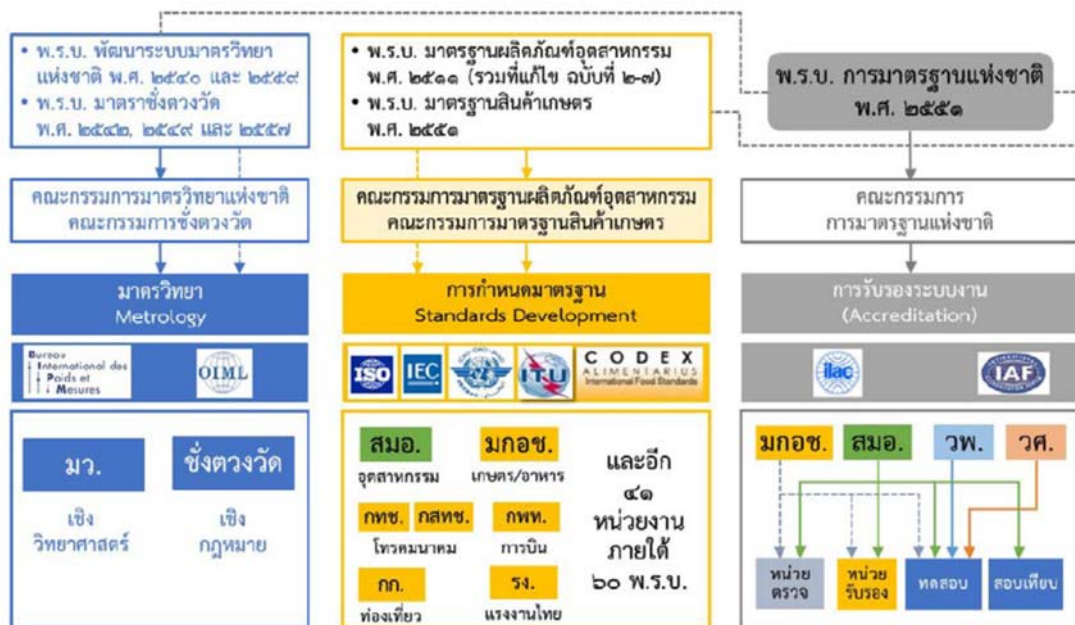 • พ.ร.บ. พัฒนาระบบมาตรวิทยา
แห่งชาติ พ.ศ. ๒๕๔๐ และ ๒๕๕๙
• พ.ร.บ. มาตราชั่งตวงวัด
พ.ศ. ๒๕๔๒, ๒๕๔๙ และ ๒๕๕๗
คณะกรรมการมาตรวิทยาแห่งชาติ
คณะกรรมการชั่งตวงวัด
มาตรวิทยา
Metrology
Bureau
International des
Poids et
Mesures
OIML
มว.
ชั่งตวงวัด
เชิง
วิทยาศาสตร์
เชิง
กฎหมาย
• พ.ร.บ. มาตรฐานผลิตภัณฑ์อุตสาหกรรม
พ.ศ. ๒๕๑๑ (รวมที่แก้ไข ฉบับที่ ๒-๗)
• พ.ร.บ. มาตรฐานสินค้าเกษตร
พ.ศ. ๒๕๕๑
คณะกรรมการมาตรฐานผลิตภัณฑ์อุตสาหกรรม
คณะกรรมการมาตรฐานสินค้าเกษตร
การกำหนดมาตรฐาน
Standards Development
ISO
IEC
ITU
CODEX
ALIMENTARIUS
International Food Standards
สมอ.
อุตสาหกรรม
มกอช.
เกษตร/อาหาร
กทช. กสทช.
โทรคมนาคม
กพท.
การบิน
กก.
ท่องเที่ยว
รง.
แรงงานไทย
และอีก
๔๑
หน่วยงาน
ภายใต้
๖๐ พ.ร.บ.
พ.ร.บ. การมาตรฐานแห่งชาติ
พ.ศ. ๒๕๕๑
คณะกรรมการ
การมาตรฐานแห่งชาติ
การรับรองระบบงาน
(Accreditation)
ilac
IAF
มกอช.
สมอ.
วพ.
วศ.
หน่วย
ตรวจ
หน่วย
รับรอง
ทดสอบ
สอบเทียบ